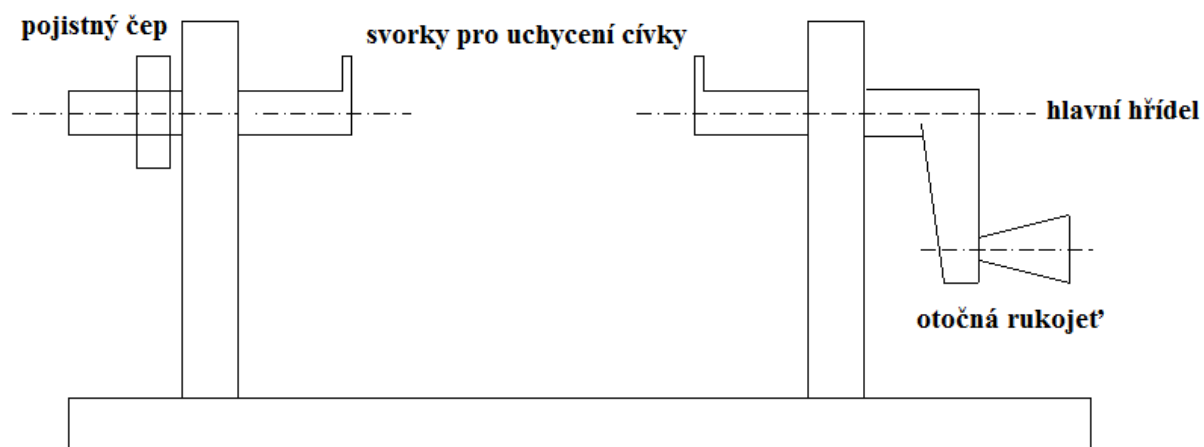 pojistný čep
svorky pro uchycení cívky
hlavní hřídel
otočná rukojeť